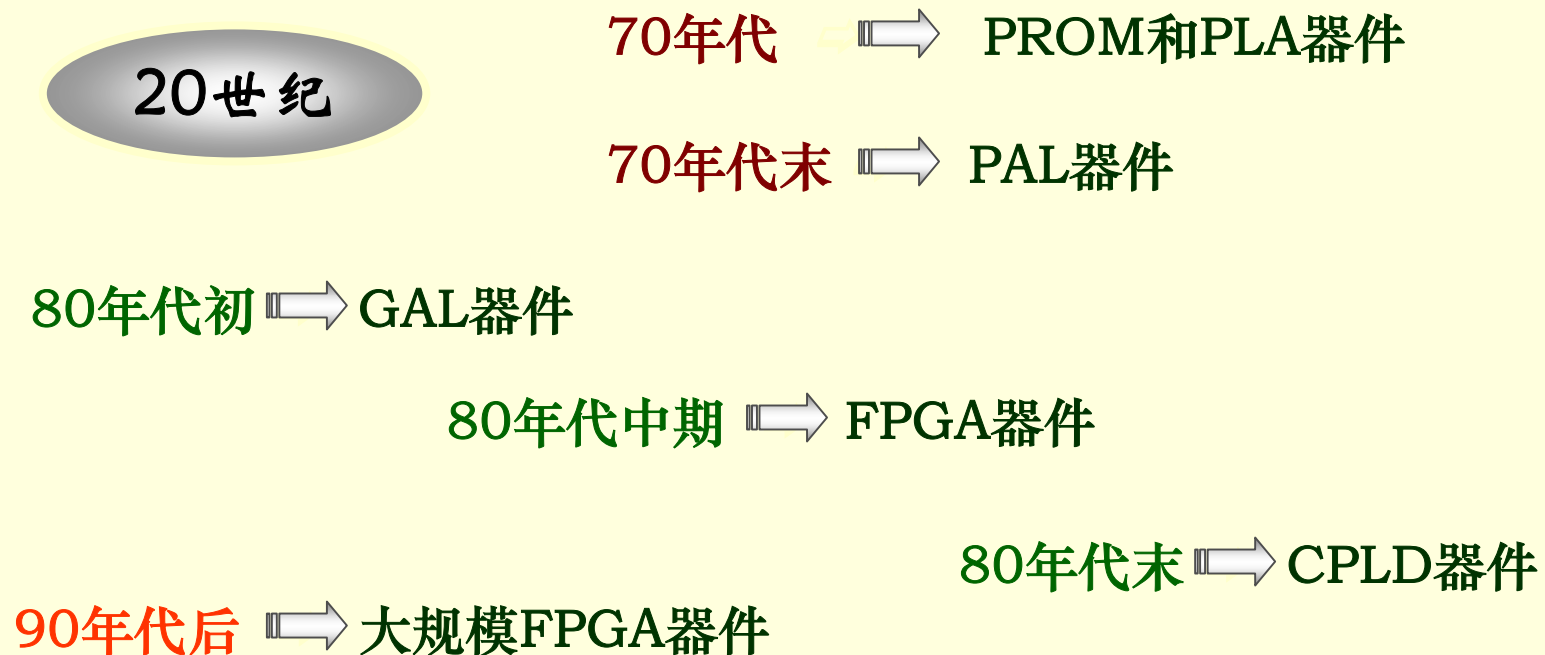 20世纪
70年代 PROM和PLA器件
70年代末 PAL器件
80年代初 GAL器件
80年代中期 FPGA器件
80年代末 CPLD器件
90年代后 大规模FPGA器件